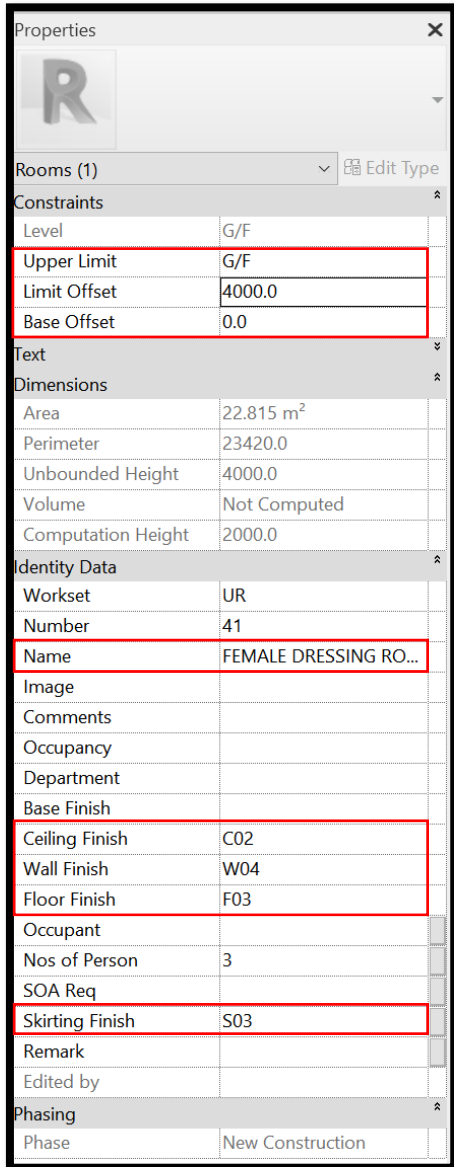 Properties
Rooms (1) Edit Type
Constraints
Level G/F
Upper Limit G/F
Limit Offset 4000.0
Base Offset 0.0
Text
Dimensions
Area 22.815 m²
Perimeter 23420.0
Unbounded Height 4000.0
Volume Not Computed
Computation Height 2000.0
Identity Data
Workset UR
Number 41
Name FEMALE DRESSING RO...
Image
Comments
Occupancy
Department
Base Finish
Ceiling Finish C02
Wall Finish W04
Floor Finish F03
Occupant
Nos of Person 3
SOA Req
Skirting Finish S03
Remark
Edited by
Phasing
Phase New Construction